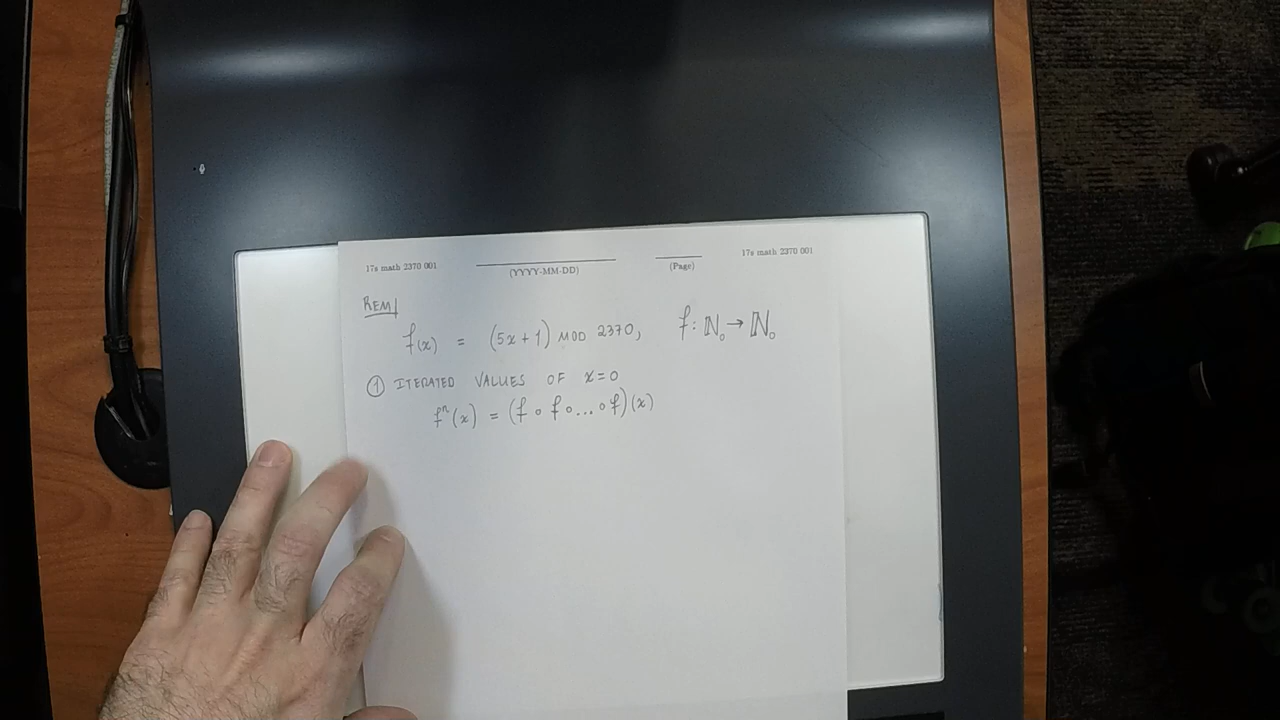 17s math 2370 001 (YYYY-MM-DD) (Page) 17s math 2370 001
REM
f(x) = (5x+1) MOD 2370, f: ℕ₀→ℕ₀
① ITERATED VALUES OF x=0
fⁿ(x) = (f ∘ f ∘ ... ∘ f)(x)